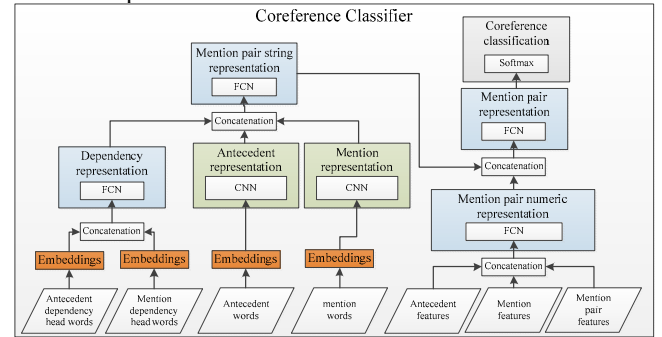 Coreference Classifier
Coreference
classification
Softmax
Mention pair string
representation
FCN
Mention pair
representation
FCN
Concatenation
Dependency
representation
FCN
Antecedent
representation
CNN
Mention
representation
CNN
Concatenation
Mention pair numeric
representation
FCN
Concatenation
Embeddings
Embeddings
Embeddings
Embeddings
Concatenation
Antecedent
dependency
head words
Mention
dependency
head words
Antecedent
words
mention
words
Antecedent
features
Mention
features
Mention
pair
features